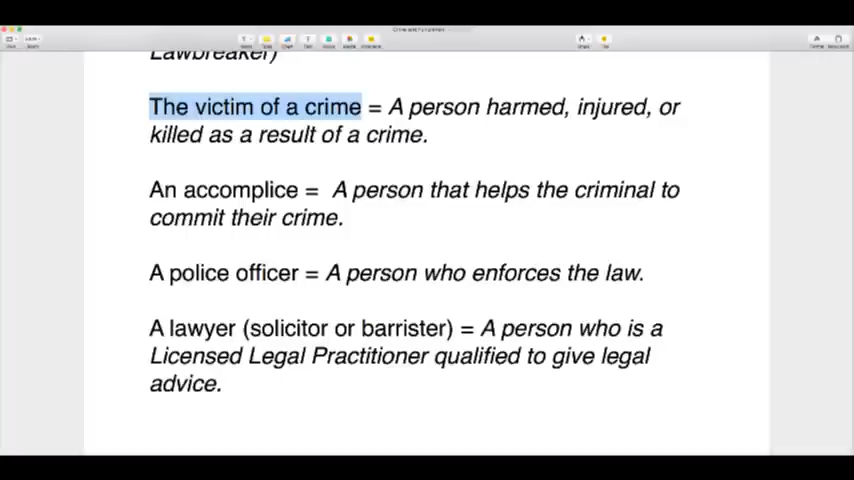 Lawbreaker)
The victim of a crime = A person harmed, injured, or
killed as a result of a crime.
An accomplice = A person that helps the criminal to
commit their crime.
A police officer = A person who enforces the law.
A lawyer (solicitor or barrister) = A person who is a
Licensed Legal Practitioner qualified to give legal
advice.